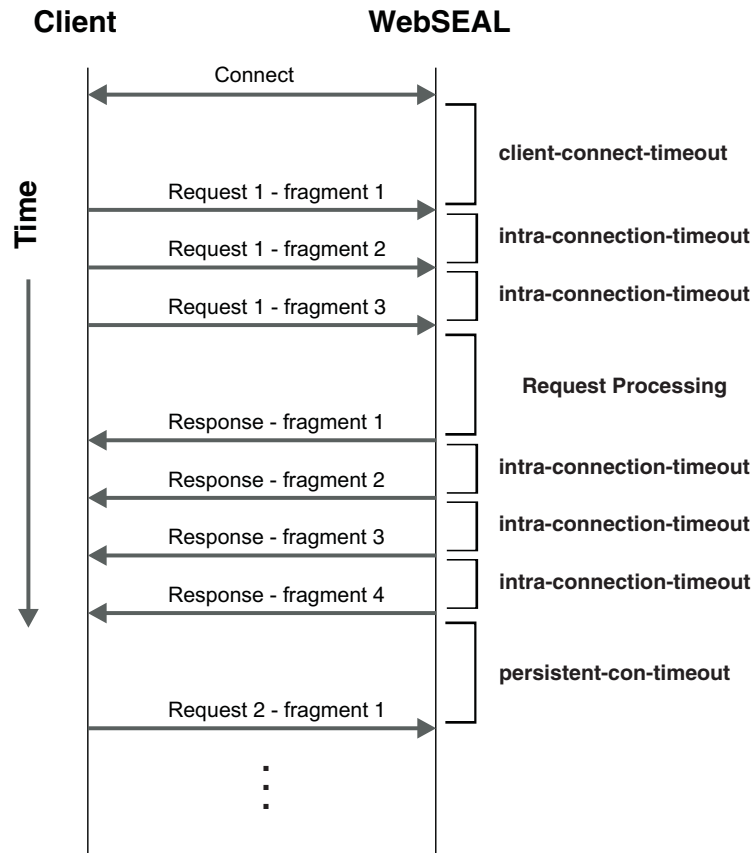 Client
WebSEAL
Connect
client-connect-timeout
Time
Request 1 - fragment 1
intra-connection-timeout
Request 1 - fragment 2
intra-connection-timeout
Request 1 - fragment 3
Request Processing
Response - fragment 1
intra-connection-timeout
Response - fragment 2
intra-connection-timeout
Response - fragment 3
intra-connection-timeout
Response - fragment 4
persistent-con-timeout
Request 2 - fragment 1